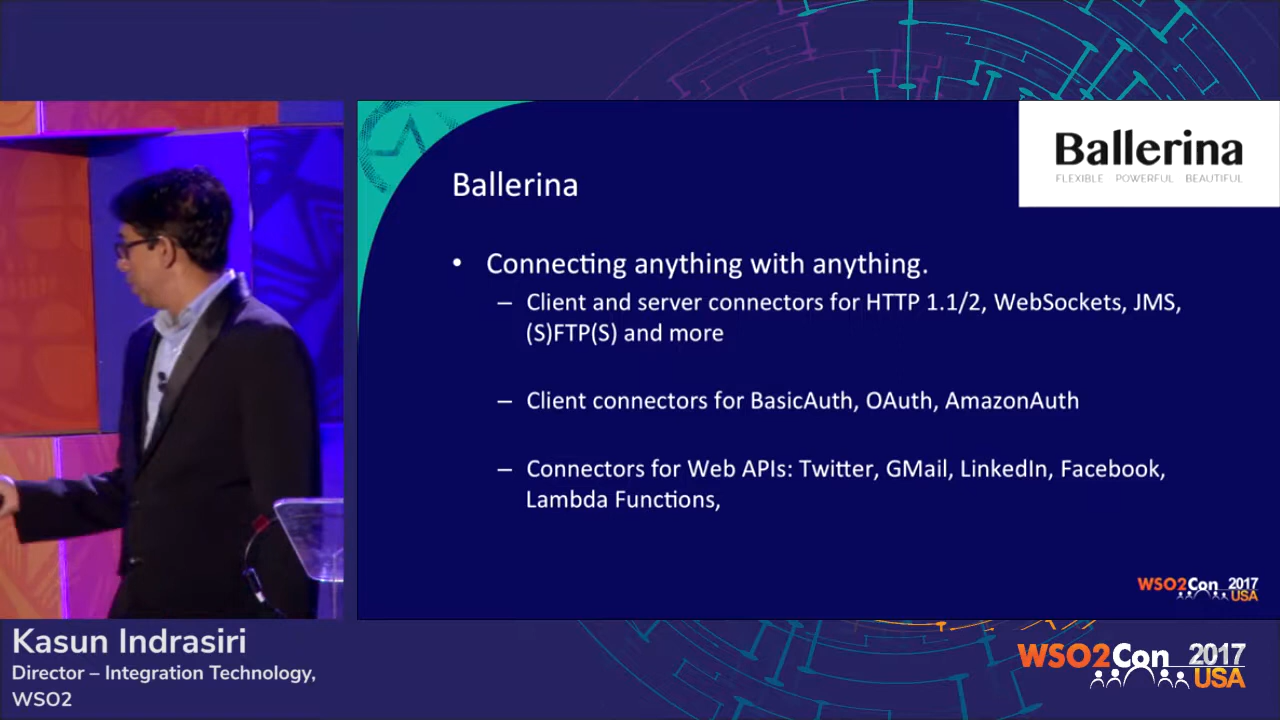 Ballerina
FLEXIBLE POWERFUL BEAUTIFUL
Ballerina
• Connecting anything with anything.
– Client and server connectors for HTTP 1.1/2, WebSockets, JMS,
(S)FTP(S) and more
– Client connectors for BasicAuth, OAuth, AmazonAuth
– Connectors for Web APIs: Twitter, GMail, LinkedIn, Facebook,
Lambda Functions,
WSO2Con 2017
USA
Kasun Indrasiri
Director – Integration Technology,
WSO2
WSO2Con 2017
USA